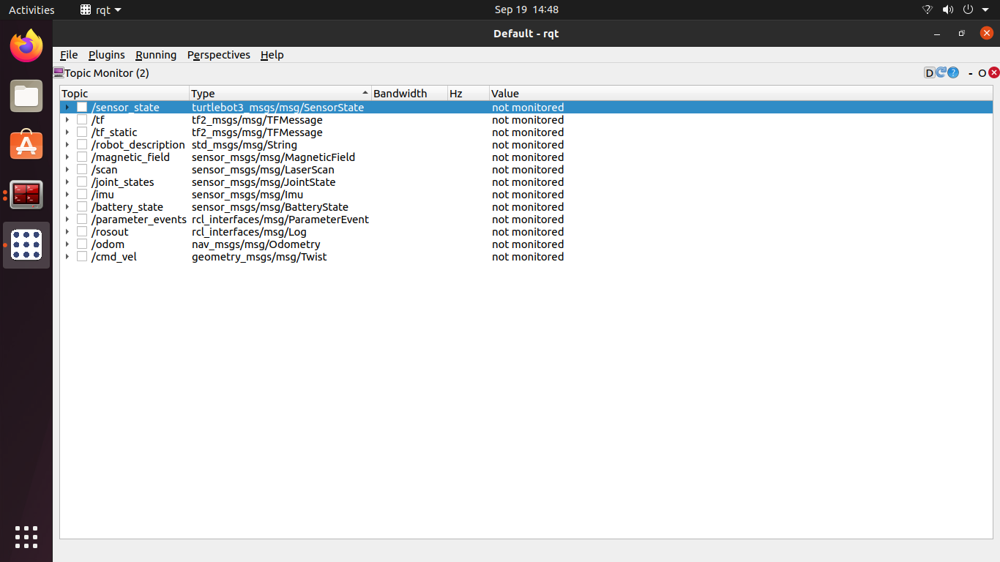 Activities rqt Sep 19 14:48
Default - rqt
File Plugins Running Perspectives Help
Topic Monitor (2) D ? - O
Topic Type Bandwidth Hz Value
/sensor_state turtlebot3_msgs/msg/SensorState not monitored
/tf tf2_msgs/msg/TFMessage not monitored
/tf_static tf2_msgs/msg/TFMessage not monitored
/robot_description std_msgs/msg/String not monitored
/magnetic_field sensor_msgs/msg/MagneticField not monitored
/scan sensor_msgs/msg/LaserScan not monitored
/joint_states sensor_msgs/msg/JointState not monitored
/imu sensor_msgs/msg/Imu not monitored
/battery_state sensor_msgs/msg/BatteryState not monitored
/parameter_events rcl_interfaces/msg/ParameterEvent not monitored
/rosout rcl_interfaces/msg/Log not monitored
/odom nav_msgs/msg/Odometry not monitored
/cmd_vel geometry_msgs/msg/Twist not monitored